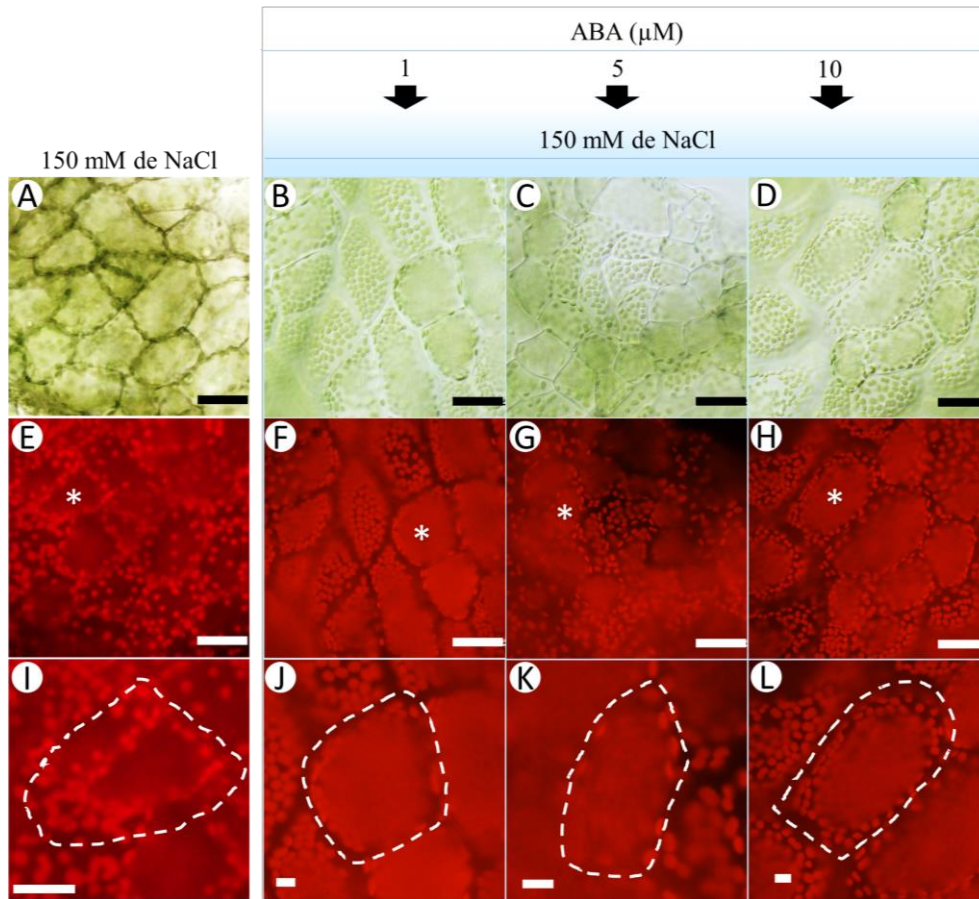 ABA (µM)
1 5 10
150 mM de NaCl
150 mM de NaCl
A B C D
E F G H
* * * *
I J K L